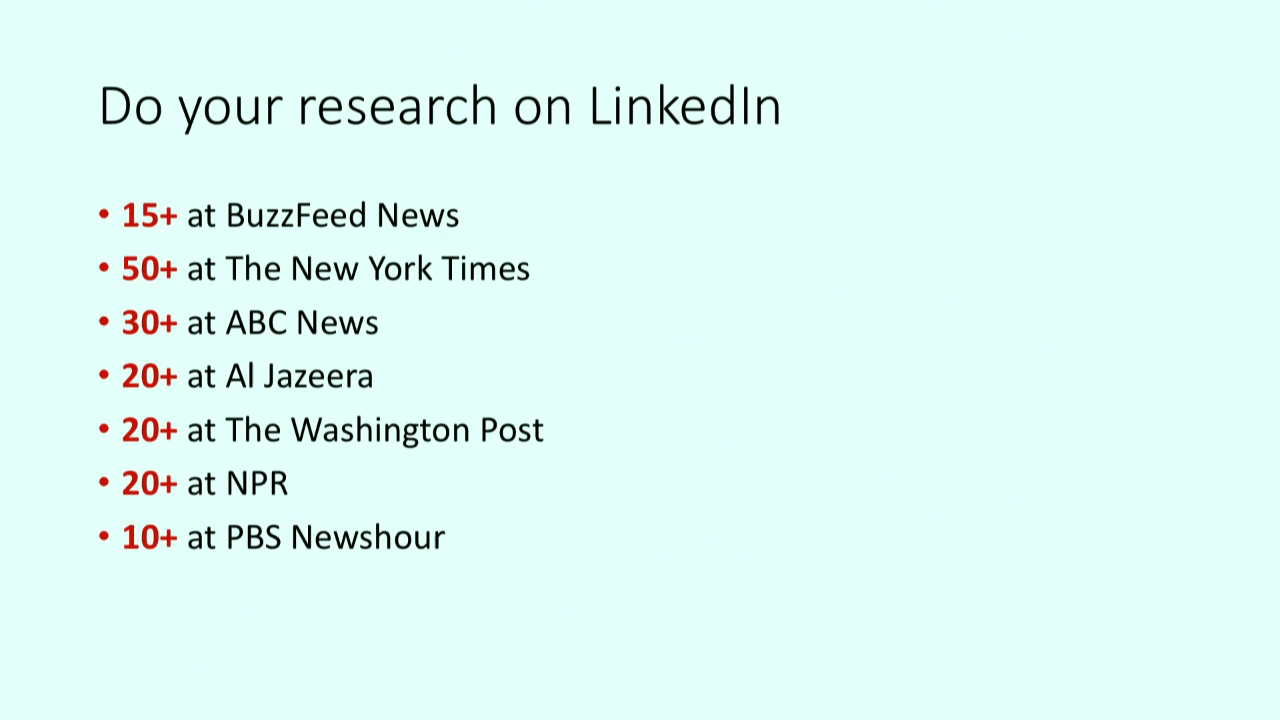 Do your research on LinkedIn
• 15+ at BuzzFeed News
• 50+ at The New York Times
• 30+ at ABC News
• 20+ at Al Jazeera
• 20+ at The Washington Post
• 20+ at NPR
• 10+ at PBS Newshour